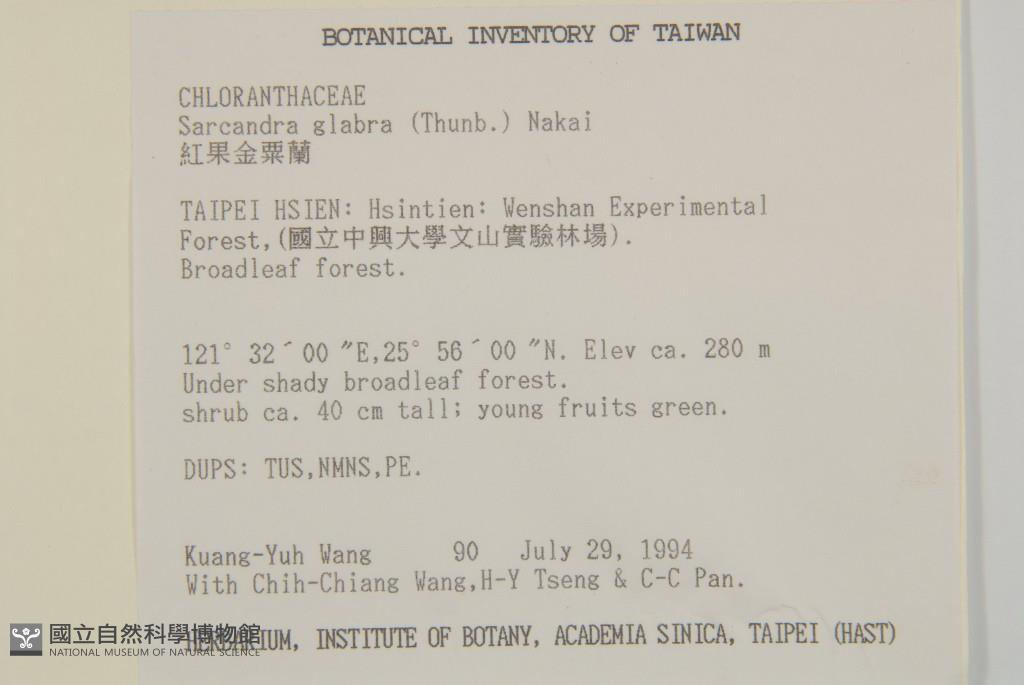 BOTANICAL INVENTORY OF TAIWAN
CHLORANTHACEAE
Sarcandra glabra (Thunb.) Nakai
紅果金粟蘭
TAIPEI HSIEN: Hsintien: Wenshan Experimental
Forest,(國立中興大學文山實驗林場).
Broadleaf forest.
121° 32´00 ″E,25° 56´00 ″N. Elev ca. 280 m
Under shady broadleaf forest.
shrub ca. 40 cm tall; young fruits green.
DUPS: TUS,NMNS,PE.
Kuang-Yuh Wang 90 July 29, 1994
With Chih-Chiang Wang,H-Y Tseng & C-C Pan.
HERBARIUM, INSTITUTE OF BOTANY, ACADEMIA SINICA, TAIPEI (HAST)
國立自然科學博物館
NATIONAL MUSEUM OF NATURAL SCIENCE